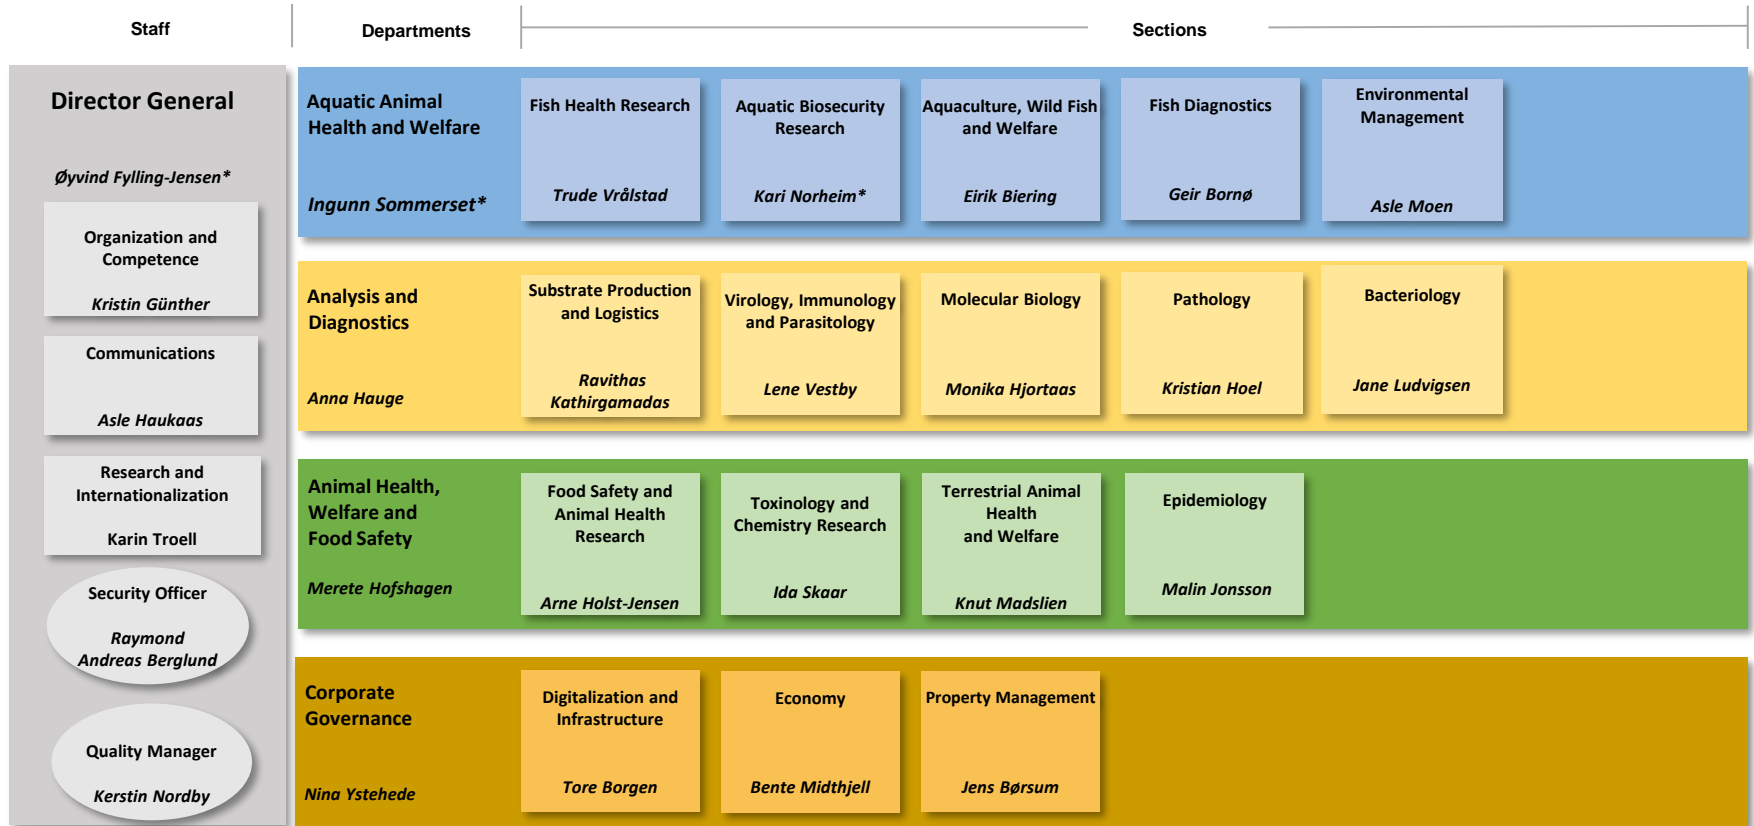 Staff
Departments
Sections
Director General
Øyvind Fylling-Jensen*
Organization and
Competence
Kristin Günther
Communications
Asle Haukaas
Research and
Internationalization
Karin Troell
Security Officer
Raymond
Andreas Berglund
Quality Manager
Kerstin Nordby
Aquatic Animal
Health and Welfare
Ingunn Sommerset*
Fish Health Research
Trude Vrålstad
Aquatic Biosecurity
Research
Kari Norheim*
Aquaculture, Wild Fish
and Welfare
Eirik Biering
Fish Diagnostics
Geir Bornø
Environmental
Management
Asle Moen
Analysis and
Diagnostics
Anna Hauge
Substrate Production
and Logistics
Ravithas
Kathirgamadas
Virology, Immunology
and Parasitology
Lene Vestby
Molecular Biology
Monika Hjortaas
Pathology
Kristian Hoel
Bacteriology
Jane Ludvigsen
Animal Health,
Welfare and
Food Safety
Merete Hofshagen
Food Safety and
Animal Health
Research
Arne Holst-Jensen
Toxinology and
Chemistry Research
Ida Skaar
Terrestrial Animal
Health
and Welfare
Knut Madslien
Epidemiology
Malin Jonsson
Corporate
Governance
Nina Ystehede
Digitalization and
Infrastructure
Tore Borgen
Economy
Bente Midthjell
Property Management
Jens Børsum